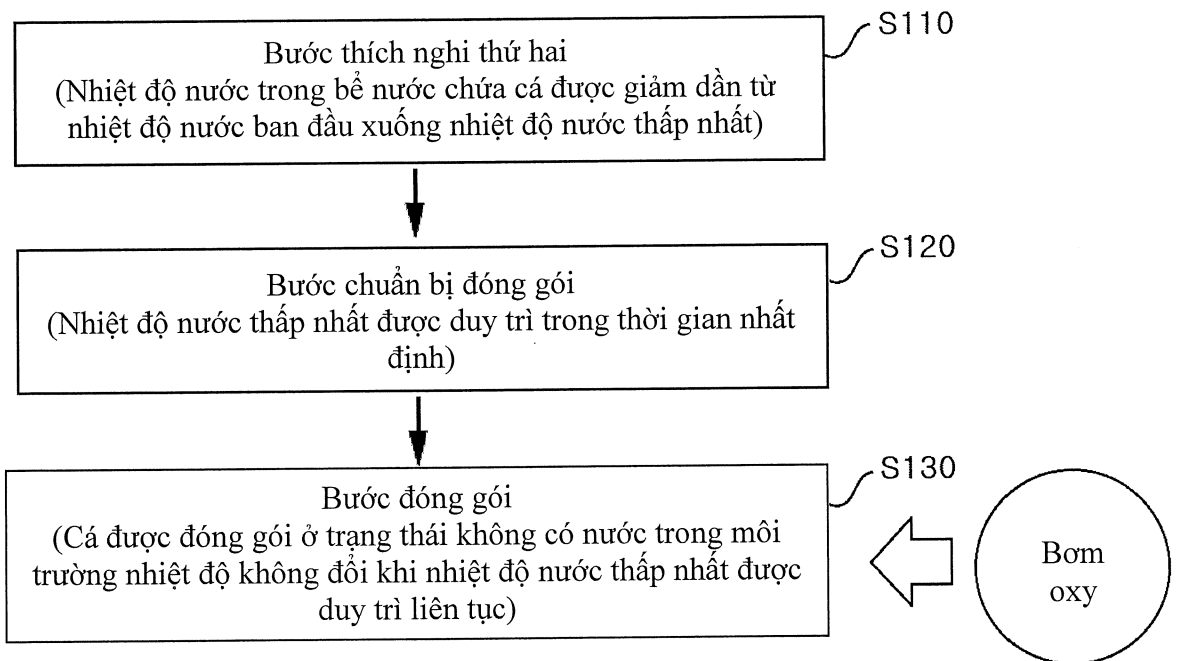 S110
Bước thích nghi thứ hai
(Nhiệt độ nước trong bể nước chứa cá được giảm dần từ
nhiệt độ nước ban đầu xuống nhiệt độ nước thấp nhất)
S120
Bước chuẩn bị đóng gói
(Nhiệt độ nước thấp nhất được duy trì trong thời gian nhất
định)
S130
Bước đóng gói
(Cá được đóng gói ở trạng thái không có nước trong môi
trường nhiệt độ không đổi khi nhiệt độ nước thấp nhất được
duy trì liên tục)
Bơm
oxy